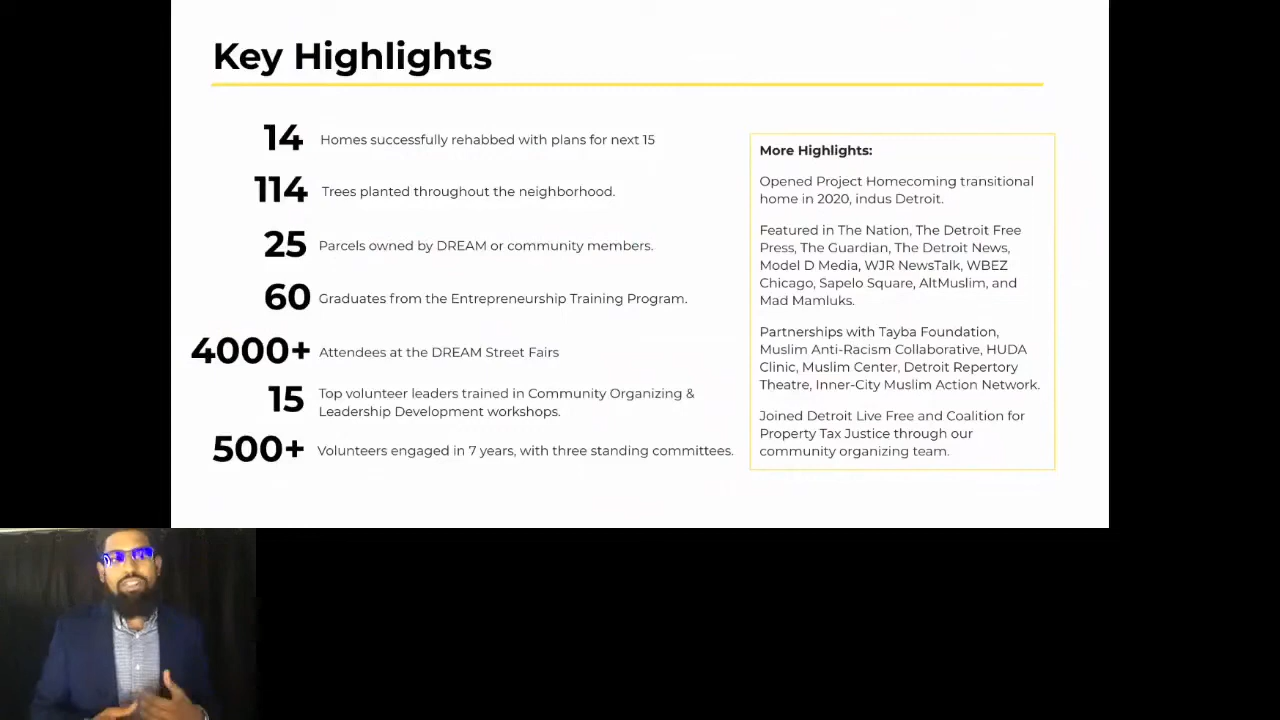 Key Highlights
14 Homes successfully rehabbed with plans for next 15
114 Trees planted throughout the neighborhood.
25 Parcels owned by DREAM or community members.
60 Graduates from the Entrepreneurship Training Program.
4000+ Attendees at the DREAM Street Fairs
15 Top volunteer leaders trained in Community Organizing &
Leadership Development workshops.
500+ Volunteers engaged in 7 years, with three standing committees.
More Highlights:
Opened Project Homecoming transitional
home in 2020, indus Detroit.
Featured in The Nation, The Detroit Free
Press, The Guardian, The Detroit News,
Model D Media, WJR NewsTalk, WBEZ
Chicago, Sapelo Square, AltMuslim, and
Mad Mamluks.
Partnerships with Tayba Foundation,
Muslim Anti-Racism Collaborative, HUDA
Clinic, Muslim Center, Detroit Repertory
Theatre, Inner-City Muslim Action Network.
Joined Detroit Live Free and Coalition for
Property Tax Justice through our
community organizing team.